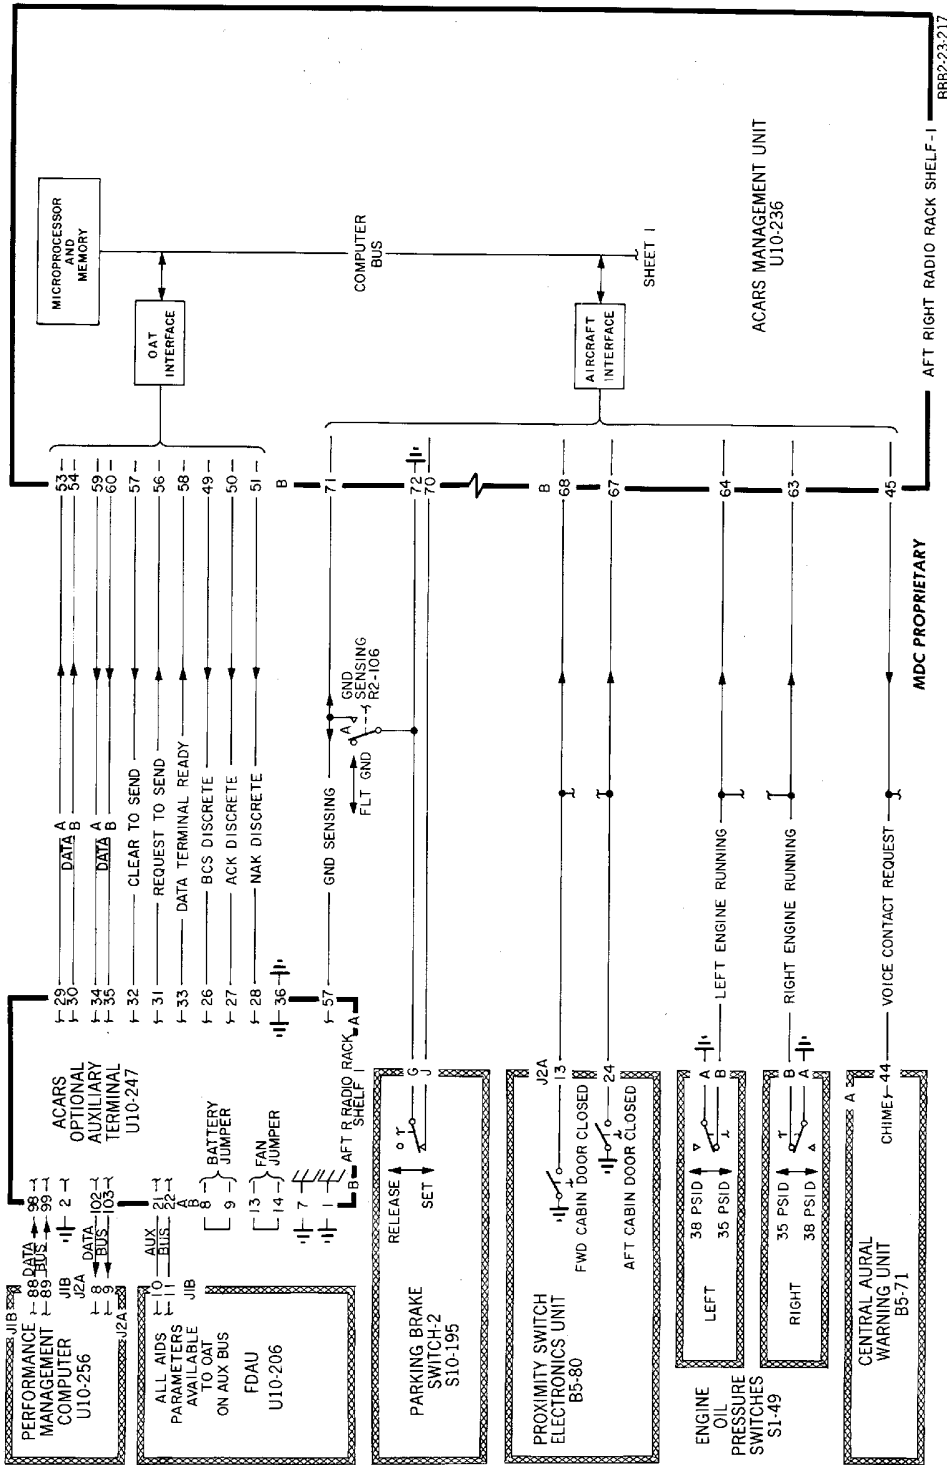 PERFORMANCE
MANAGEMENT
COMPUTER
U10-256
J1B
88
89
J1B
J2A
8
9
J2A
DATA
BUS
DATA
BUS
98
99
2
102
103
ALL AIDS
PARAMETERS
AVAILABLE
TO OAT
ON AUX BUS
FDAU
U10-206
10
11
J1B
AUX
BUS
21
22
A
B
8
9
BATTERY
JUMPER
13
14
FAN
JUMPER
7
1
B
ACARS
OPTIONAL
AUXILIARY
TERMINAL
U10-247
29
30
34
35
32
31
33
26
27
28
36
57
A
AFT R RADIO RACK
SHELF 1
DATA A
DATA B
DATA A
DATA B
CLEAR TO SEND
REQUEST TO SEND
DATA TERMINAL READY
BCS DISCRETE
ACK DISCRETE
NAK DISCRETE
GND SENSING
53
54
59
60
57
56
58
49
50
51
B
71
72
70
B
68
67
64
63
45
GND
SENSING
R2-106
A
FLT GND
PARKING BRAKE
SWITCH-2
S10-195
RELEASE
SET
G
J
PROXIMITY SWITCH
ELECTRONICS UNIT
B5-80
J2A
13
24
FWD CABIN DOOR CLOSED
AFT CABIN DOOR CLOSED
ENGINE
OIL
PRESSURE
SWITCHES
S1-49
LEFT
38 PSID
35 PSID
A
B
LEFT ENGINE RUNNING
RIGHT
35 PSID
38 PSID
B
A
RIGHT ENGINE RUNNING
CENTRAL AURAL
WARNING UNIT
B5-71
A
CHIME
44
VOICE CONTACT REQUEST
MICROPROCESSOR
AND
MEMORY
OAT
INTERFACE
COMPUTER
BUS
AIRCRAFT
INTERFACE
SHEET 1
ACARS MANAGEMENT UNIT
U10-236
AFT RIGHT RADIO RACK SHELF-1
MDC PROPRIETARY
BBB2-23-217